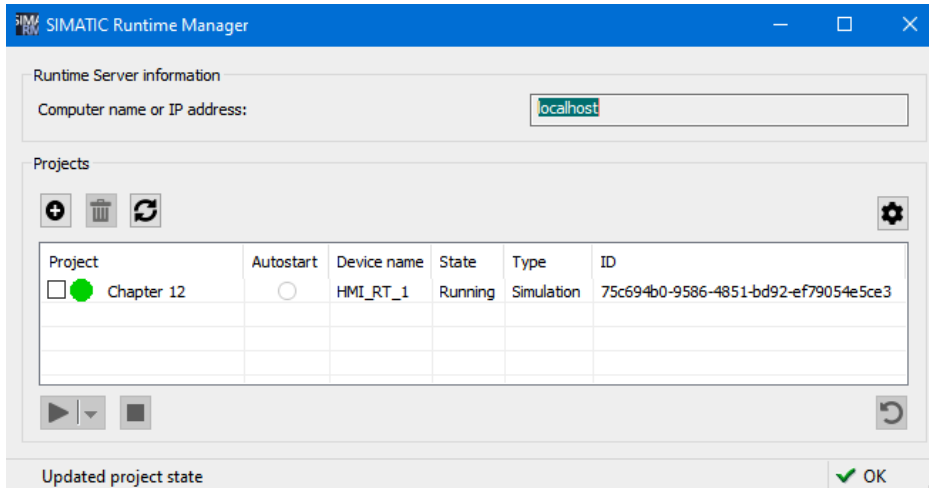 SIMATIC Runtime Manager
Runtime Server information
Computer name or IP address: localhost
Projects
Project Autostart Device name State Type ID
Chapter 12 HMI_RT_1 Running Simulation 75c694b0-9586-4851-bd92-ef79054e5ce3
Updated project state OK